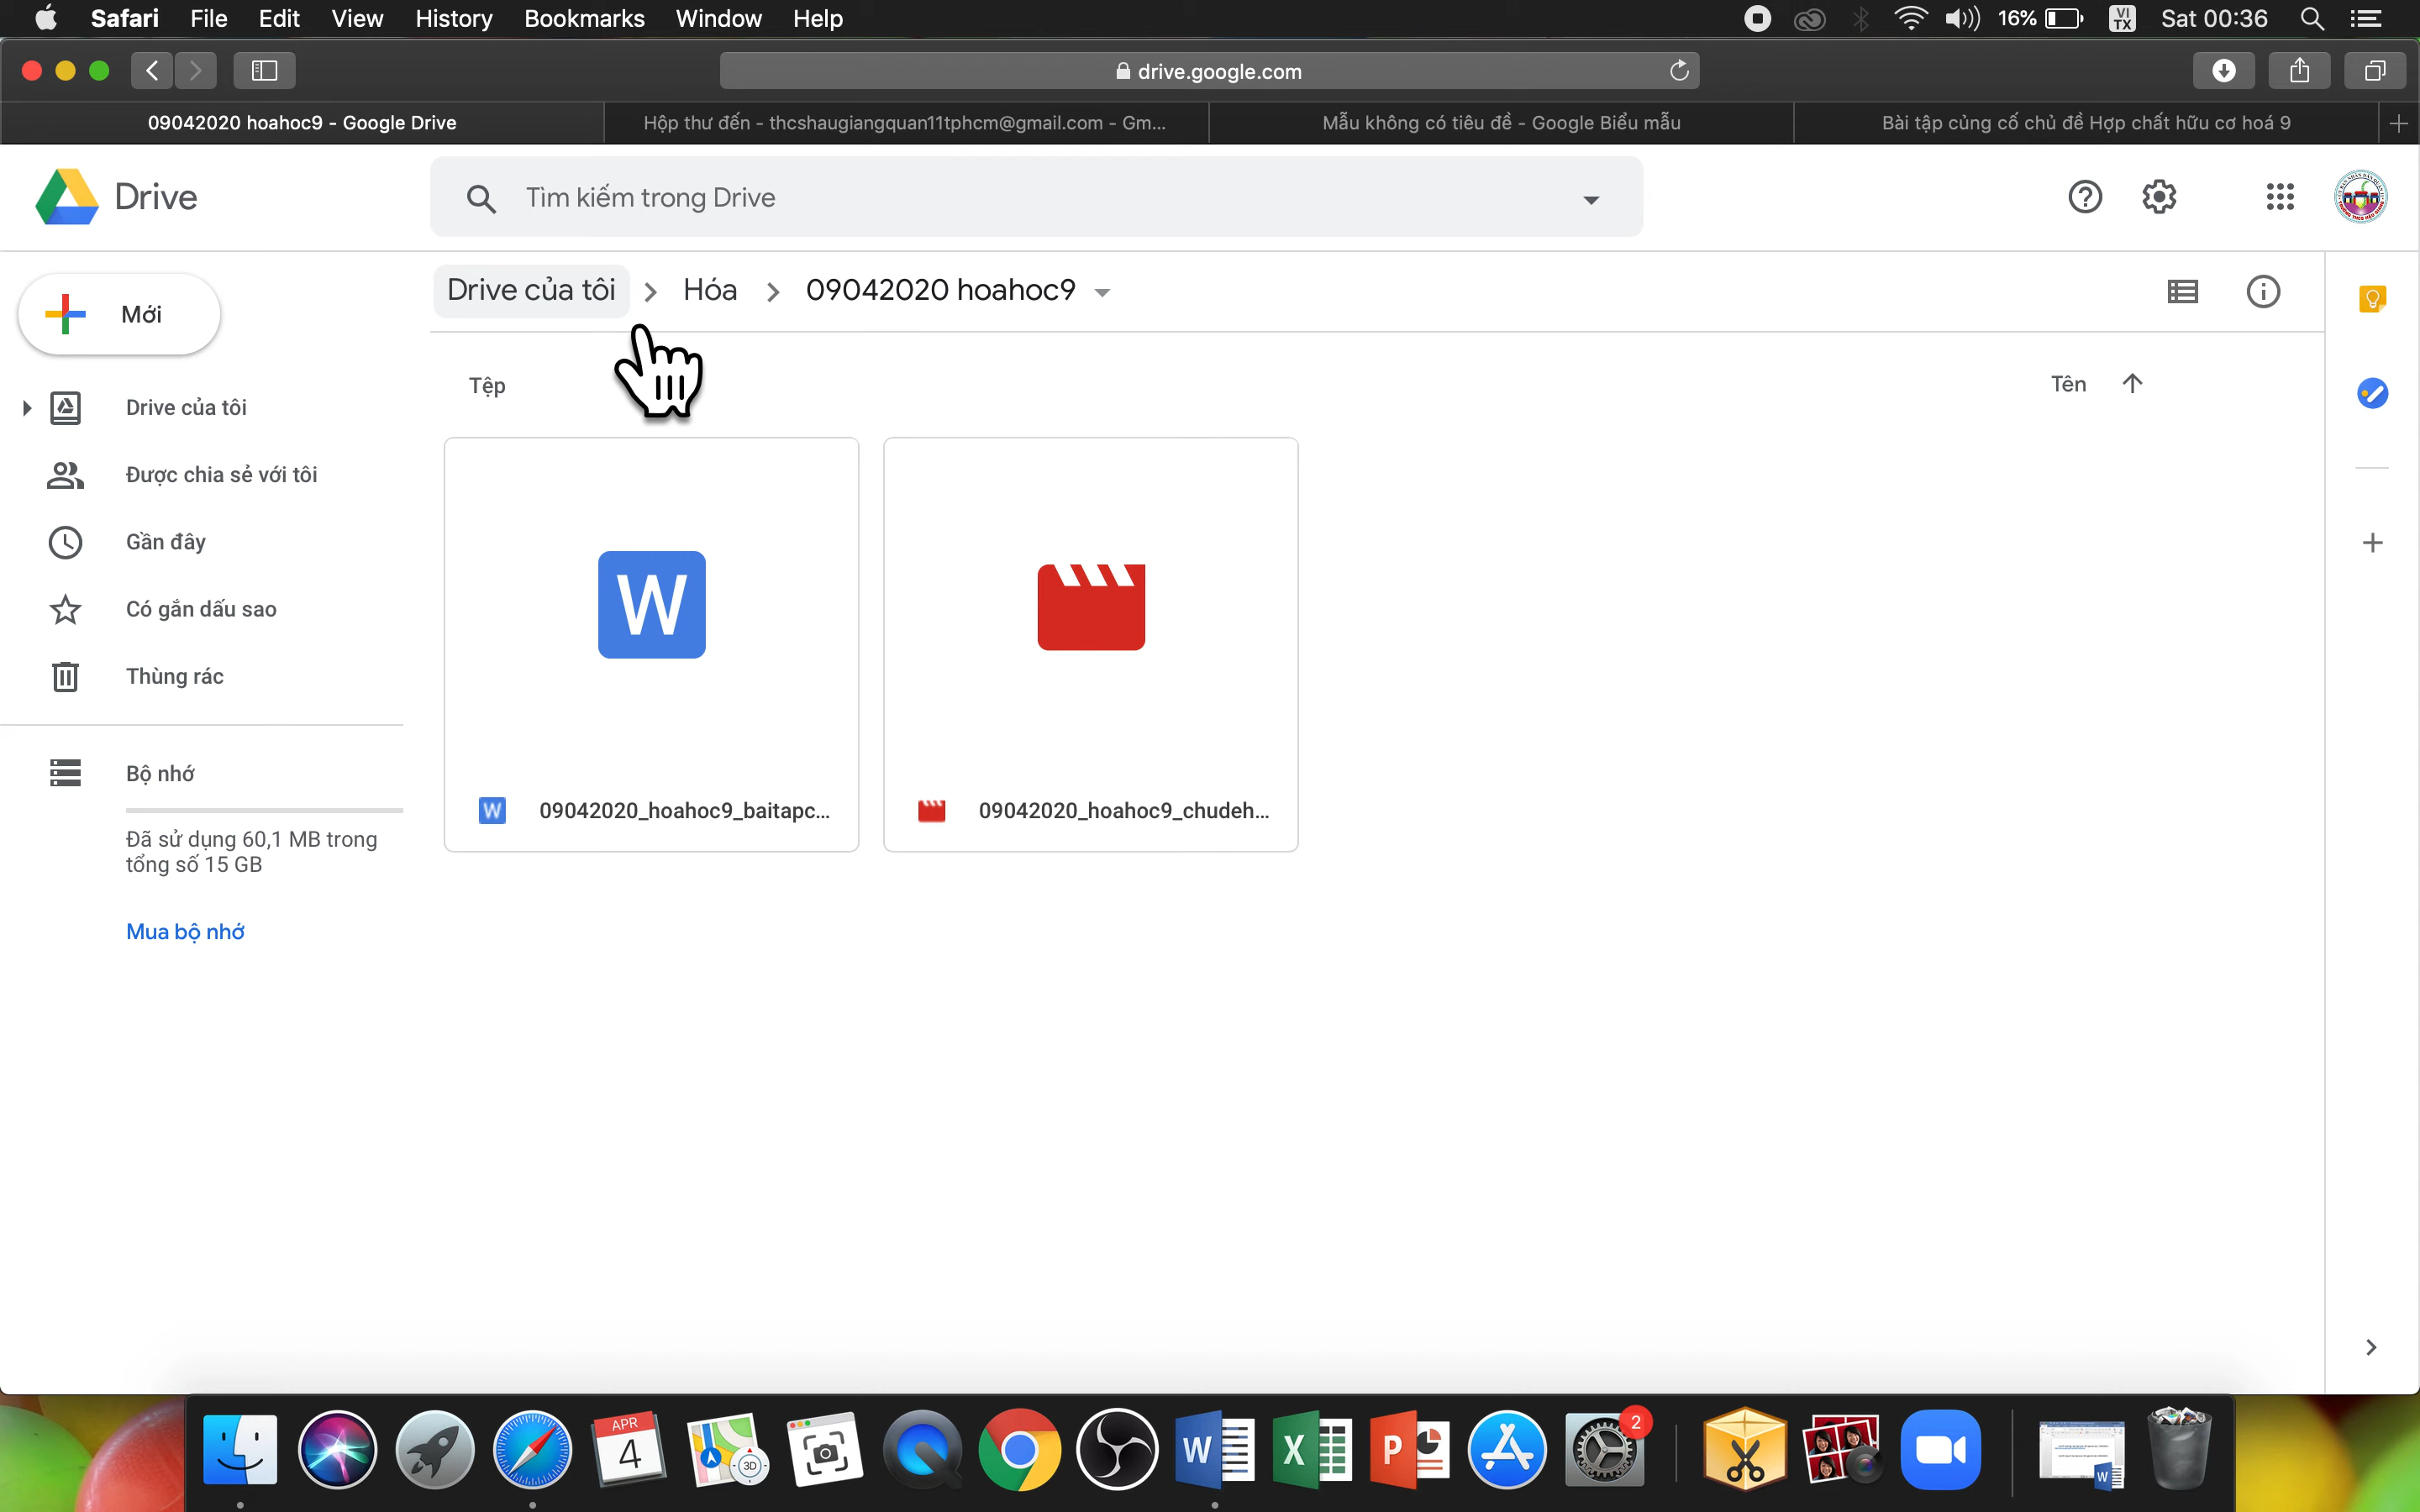 Safari File Edit View History Bookmarks Window Help 16% VI TX Sat 00:36
drive.google.com
09042020 hoahoc9 - Google Drive
Hộp thư đến - thcshaugiangquan11tphcm@gmail.com - Gm...
Mẫu không có tiêu đề - Google Biểu mẫu
Bài tập củng cố chủ đề Hợp chất hữu cơ hoá 9
Drive
Tìm kiếm trong Drive
Mới
Drive của tôi
Được chia sẻ với tôi
Gần đây
Có gắn dấu sao
Thùng rác
Bộ nhớ
Đã sử dụng 60,1 MB trong
tổng số 15 GB
Mua bộ nhớ
Drive của tôi > Hóa > 09042020 hoahoc9
Tệp
Tên
W
W 09042020_hoahoc9_baitapc...
09042020_hoahoc9_chudeh...
APR
4
3D
W
X
P
2
W